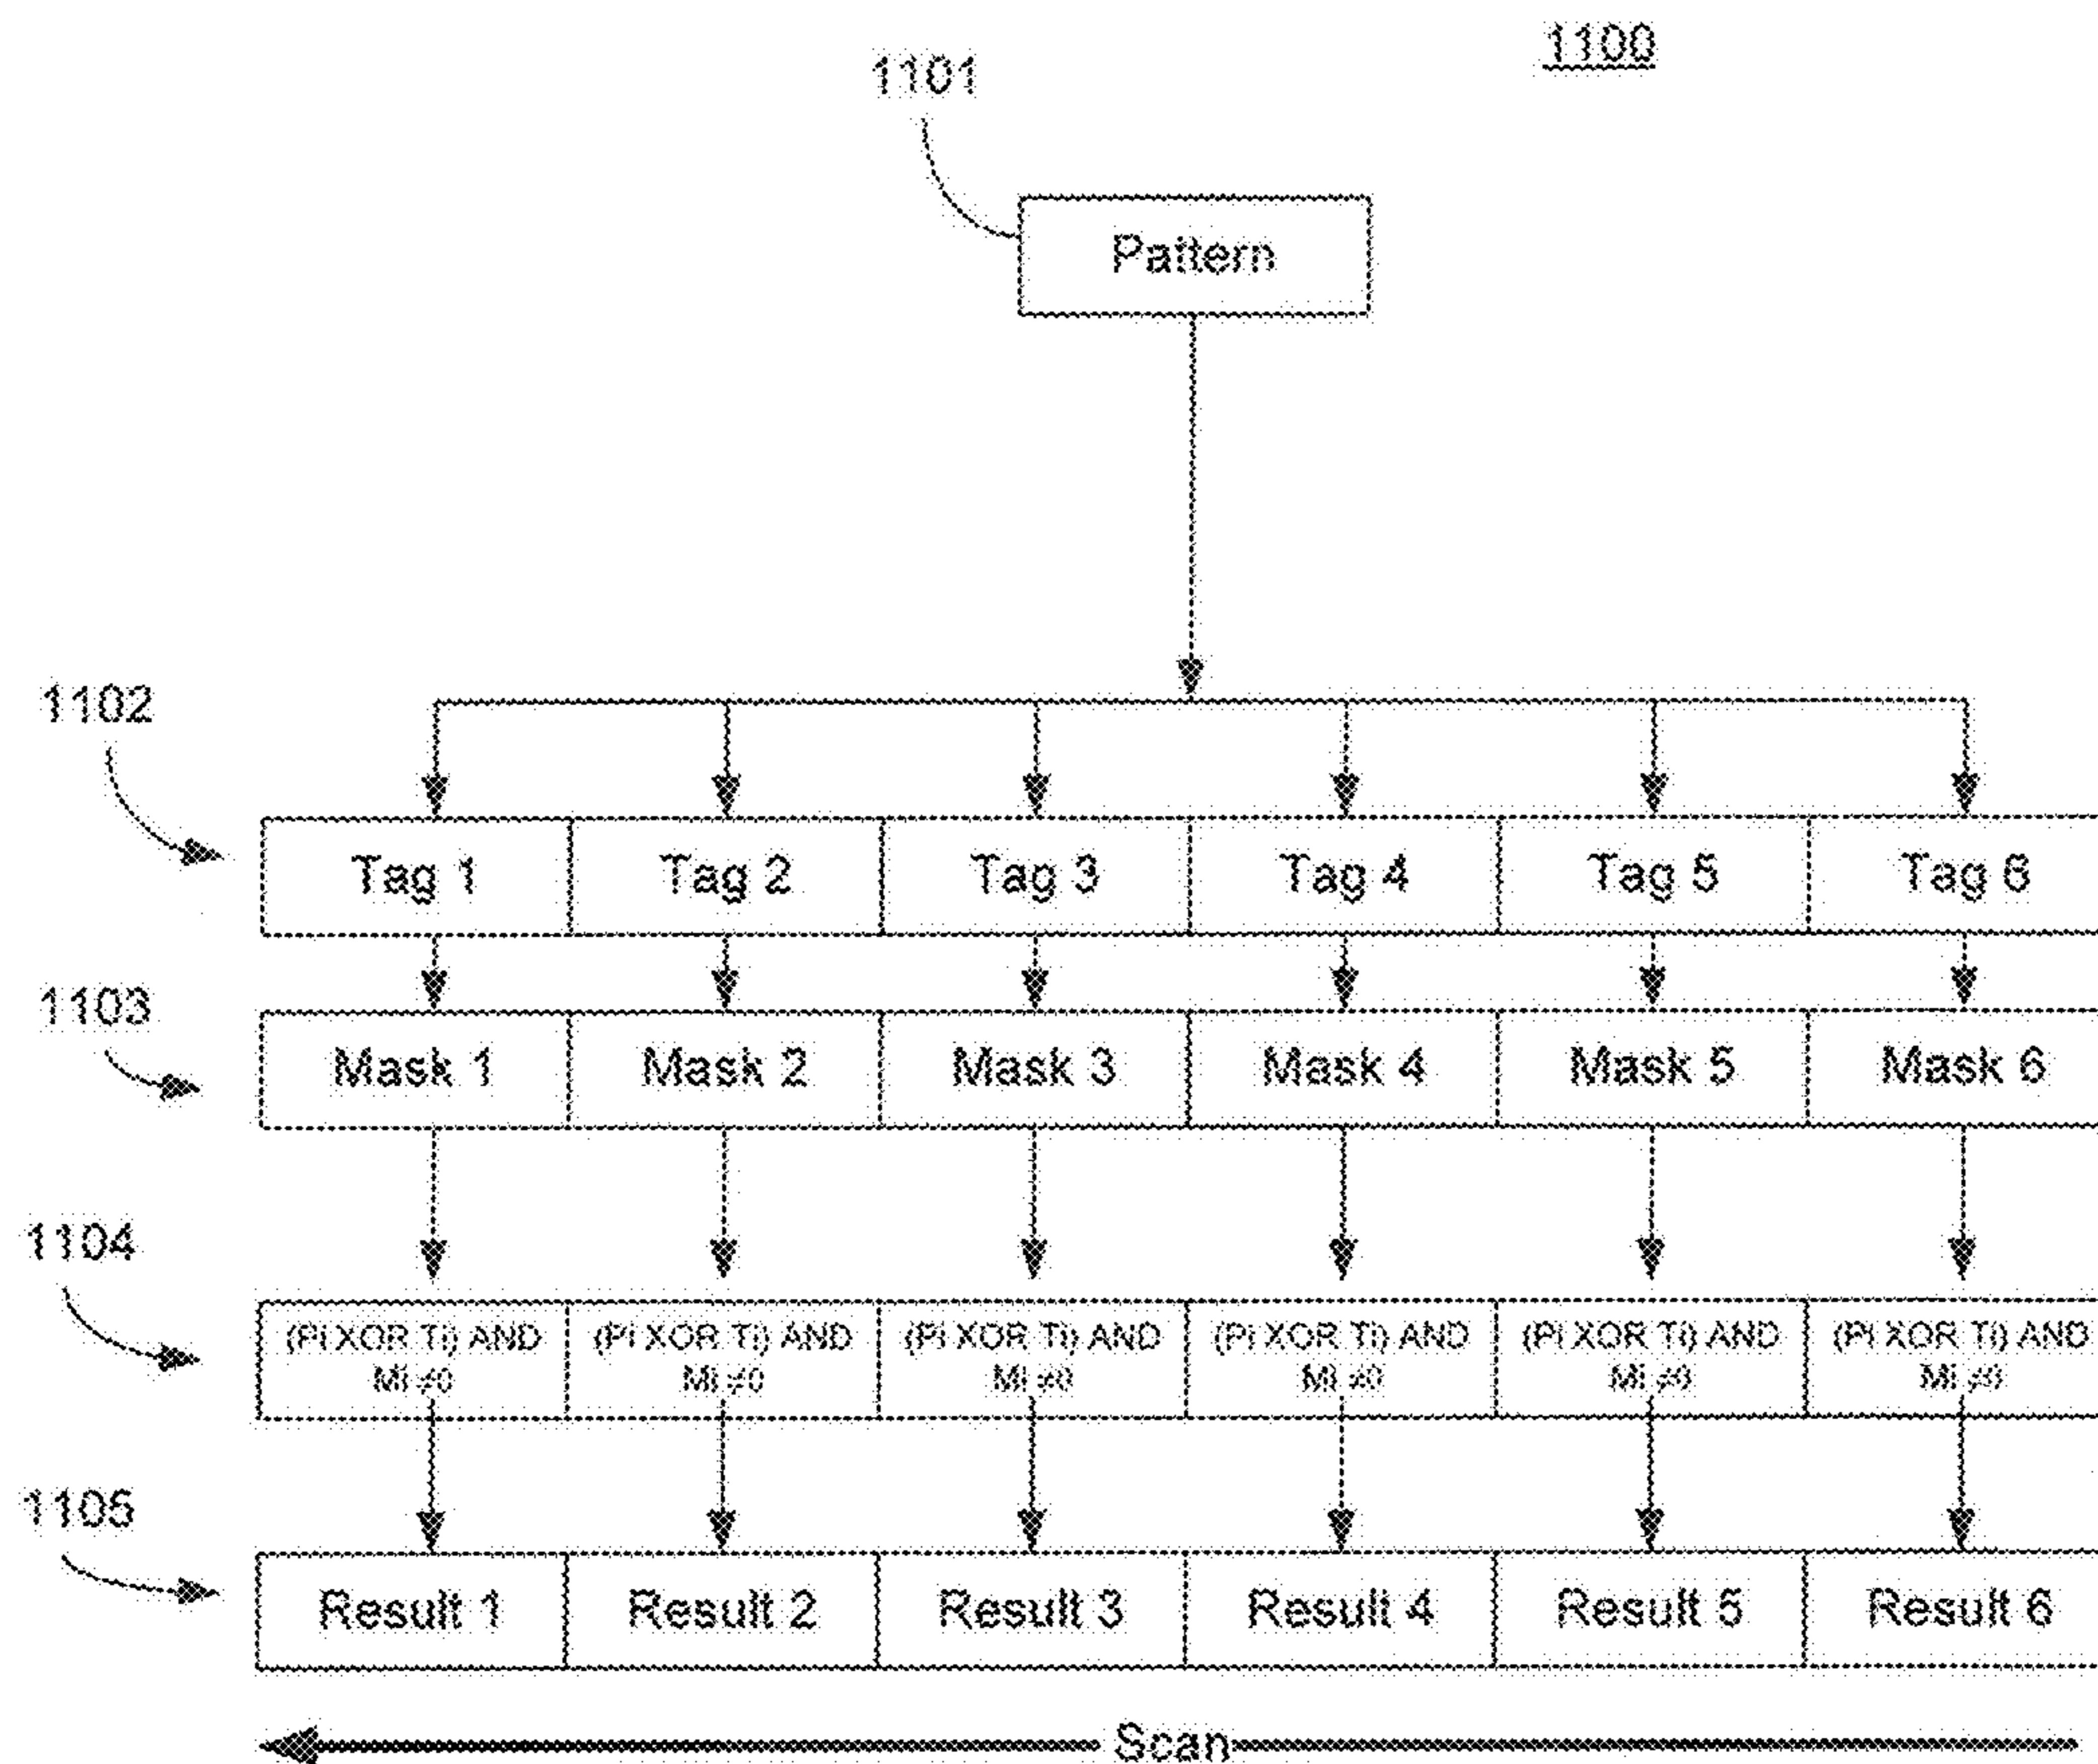 1100
1101
Pattern
1102
Tag 1 Tag 2 Tag 3 Tag 4 Tag 5 Tag 6
1103
Mask 1 Mask 2 Mask 3 Mask 4 Mask 5 Mask 6
1104
(Pi XOR Ti) AND (Pi XOR Ti) AND (Pi XOR Ti) AND (Pi XOR Ti) AND (Pi XOR Ti) AND (Pi XOR Ti) AND
Mi ≠0 Mi ≠0 Mi ≠0 Mi ≠0 Mi ≠0 Mi ≠0
1105
Result 1 Result 2 Result 3 Result 4 Result 5 Result 6
Scan